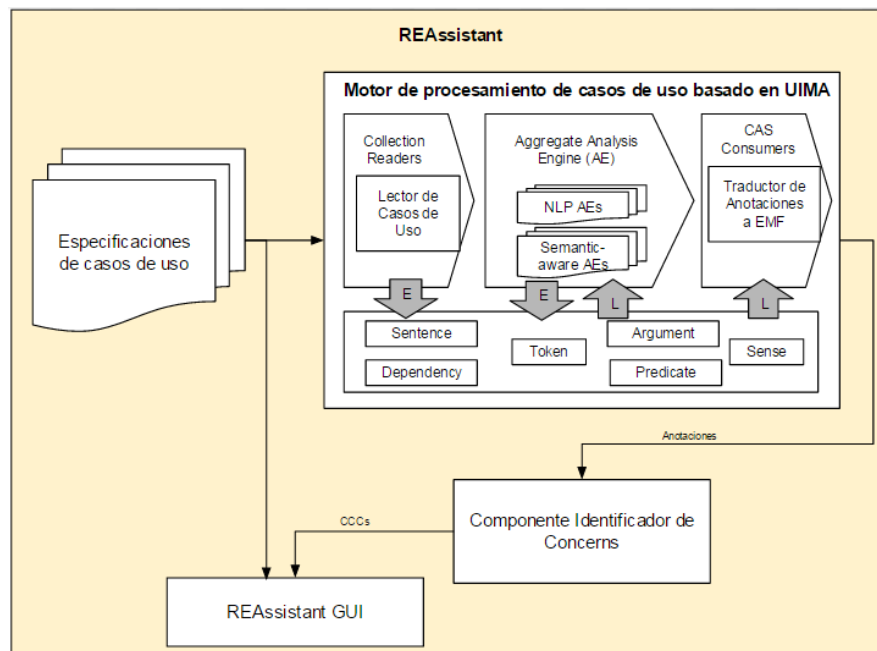 REAssistant
Motor de procesamiento de casos de uso basado en UIMA
Collection
Readers
Lector de
Casos de
Uso
Aggregate Analysis
Engine (AE)
NLP AEs
Semantic-
aware AEs
CAS
Consumers
Traductor de
Anotaciones
a EMF
Especificaciones
de casos de uso
E
E
L
L
Sentence
Dependency
Token
Argument
Predicate
Sense
Anotaciones
Componente Identificador de
Concerns
CCCs
REAssistant GUI